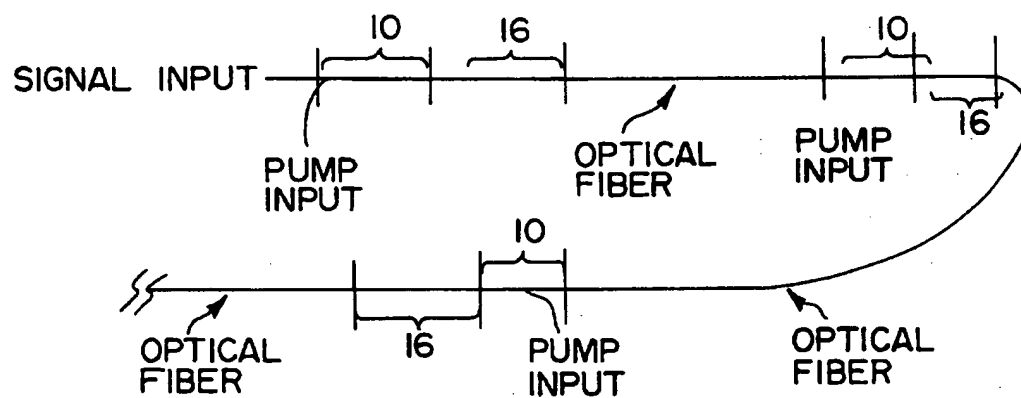 10
16
10
SIGNAL INPUT
16
PUMP
INPUT
OPTICAL
FIBER
PUMP
INPUT
10
16
OPTICAL
FIBER
PUMP
INPUT
OPTICAL
FIBER